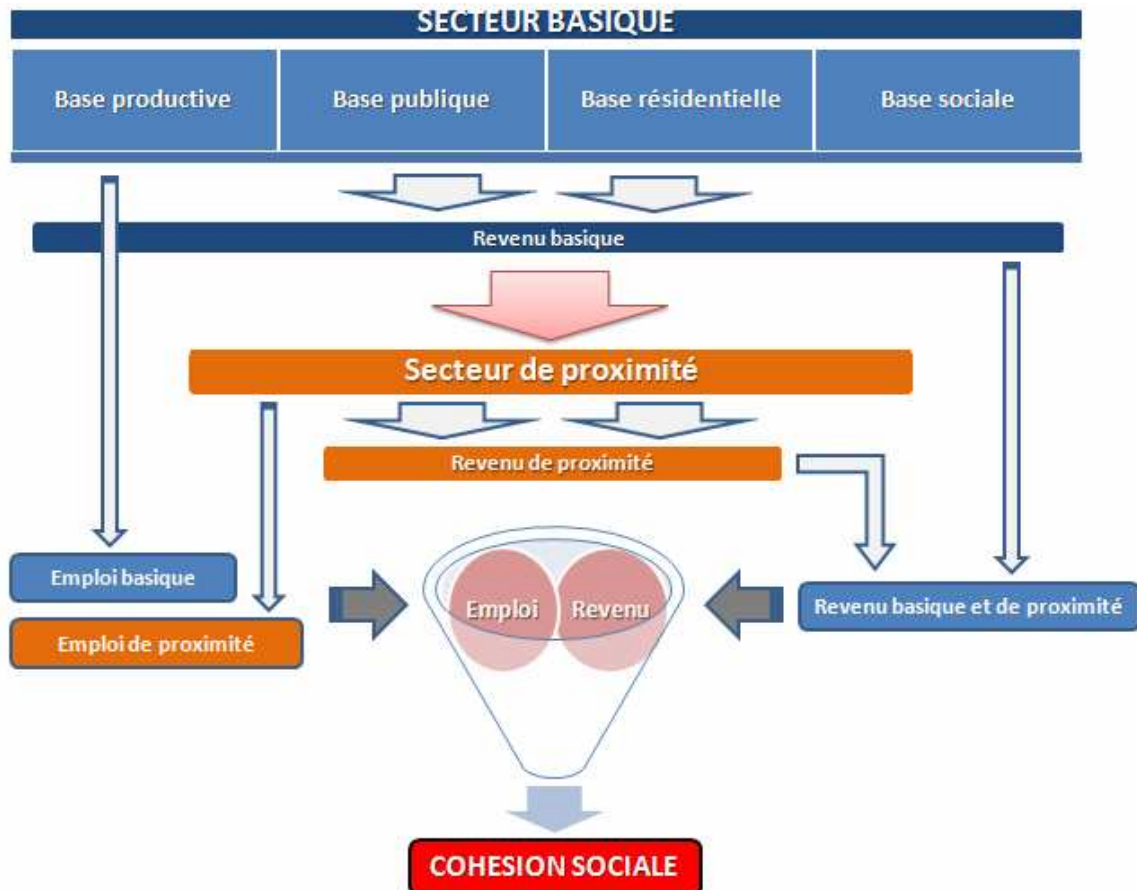 SECTEUR BASIQUE
Base productive
Base publique
Base résidentielle
Base sociale
Revenu basique
Secteur de proximité
Revenu de proximité
Emploi basique
Emploi de proximité
Emploi
Revenu
Revenu basique et de proximité
COHESION SOCIALE